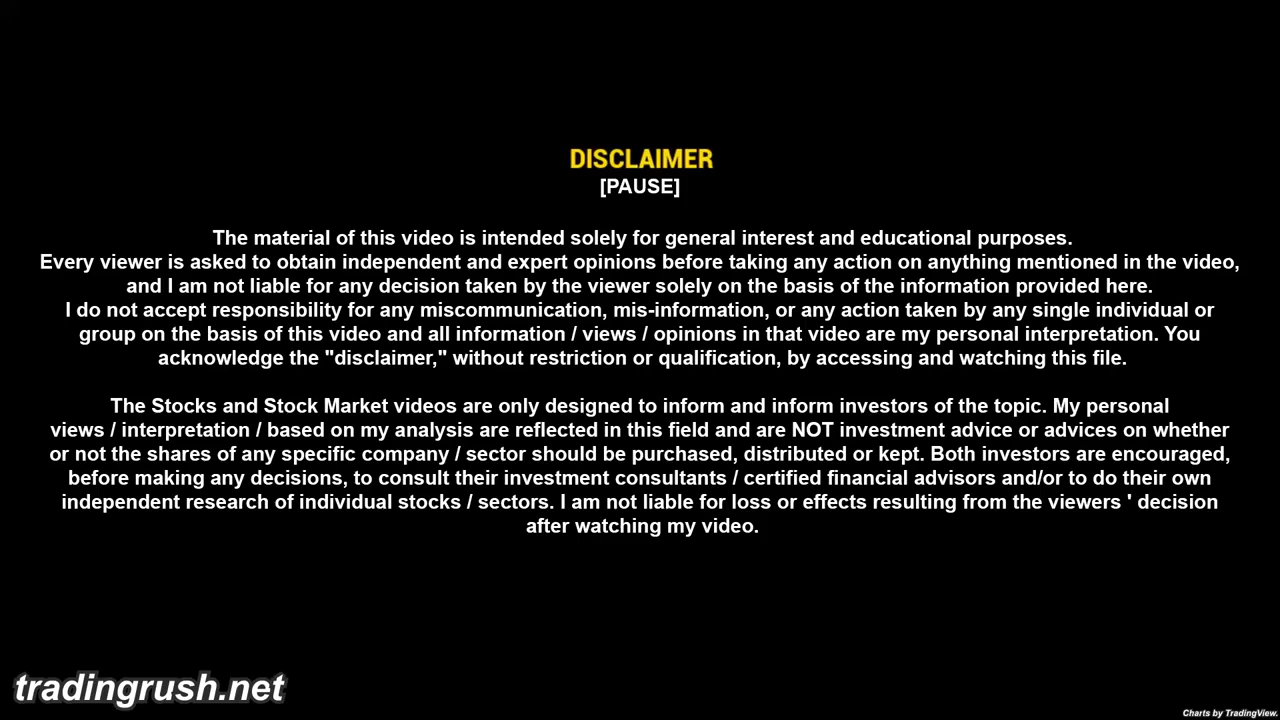 DISCLAIMER
[PAUSE]
The material of this video is intended solely for general interest and educational purposes.
Every viewer is asked to obtain independent and expert opinions before taking any action on anything mentioned in the video,
and I am not liable for any decision taken by the viewer solely on the basis of the information provided here.
I do not accept responsibility for any miscommunication, mis-information, or any action taken by any single individual or
group on the basis of this video and all information / views / opinions in that video are my personal interpretation. You
acknowledge the "disclaimer," without restriction or qualification, by accessing and watching this file.
The Stocks and Stock Market videos are only designed to inform and inform investors of the topic. My personal
views / interpretation / based on my analysis are reflected in this field and are NOT investment advice or advices on whether
or not the shares of any specific company / sector should be purchased, distributed or kept. Both investors are encouraged,
before making any decisions, to consult their investment consultants / certified financial advisors and/or to do their own
independent research of individual stocks / sectors. I am not liable for loss or effects resulting from the viewers ' decision
after watching my video.
tradingrush.net
Charts by TradingView.